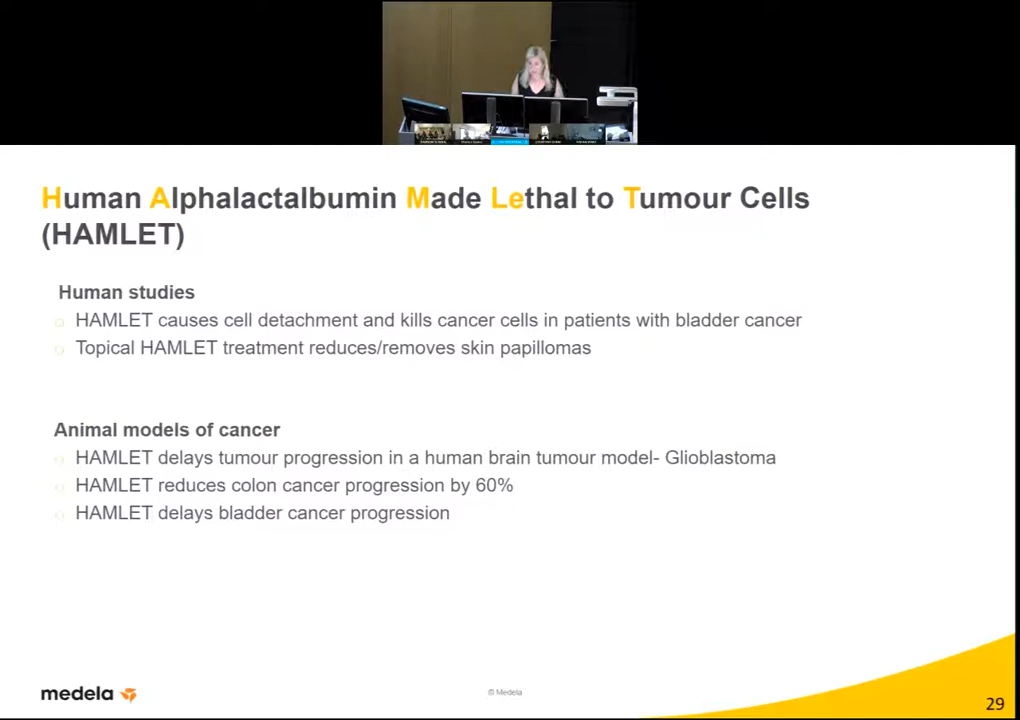 Human Alphalactalbumin Made Lethal to Tumour Cells
(HAMLET)
Human studies
HAMLET causes cell detachment and kills cancer cells in patients with bladder cancer
Topical HAMLET treatment reduces/removes skin papillomas
Animal models of cancer
HAMLET delays tumour progression in a human brain tumour model- Glioblastoma
HAMLET reduces colon cancer progression by 60%
HAMLET delays bladder cancer progression
medela
© Medela
29